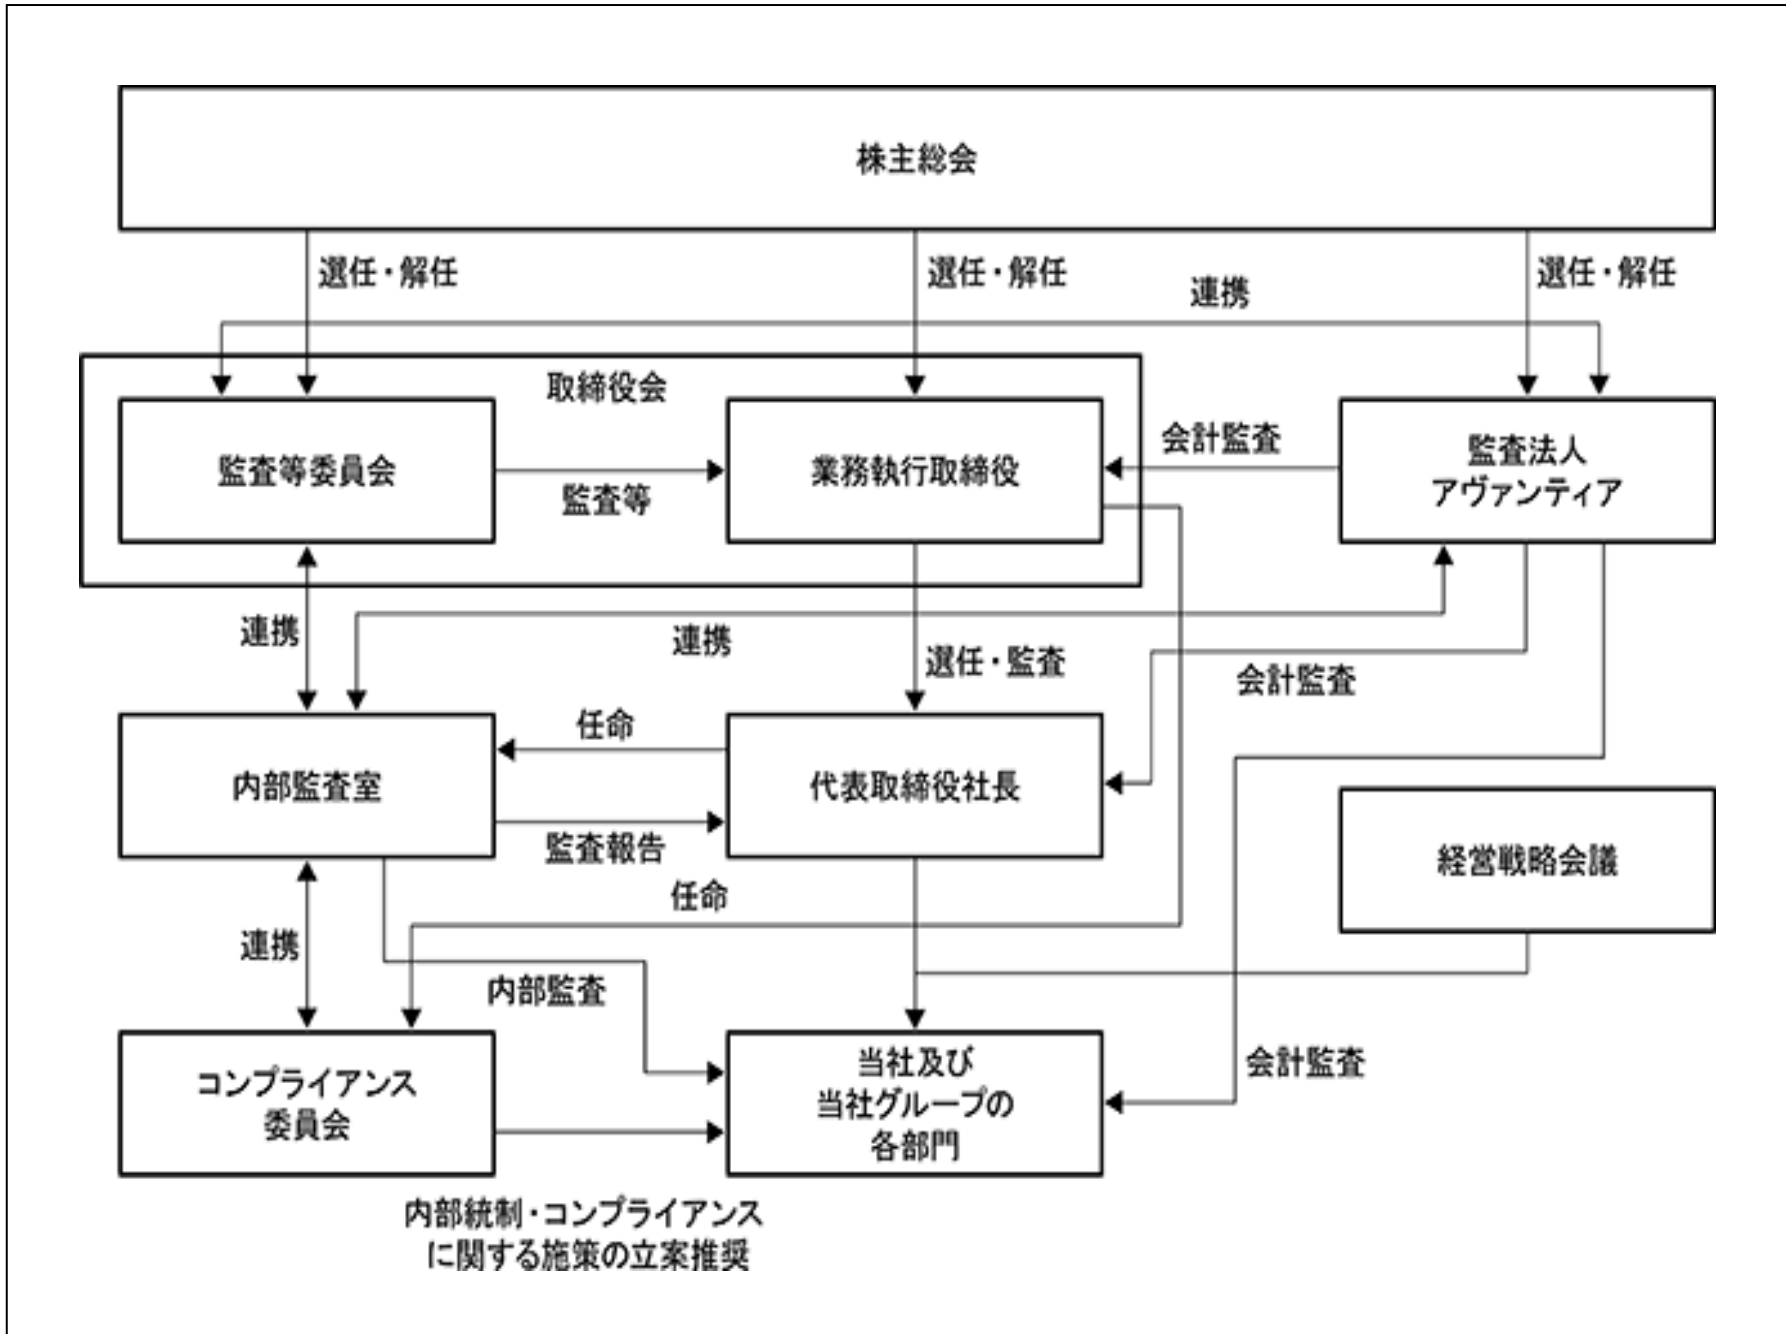 株主総会
選任・解任
選任・解任
選任・解任
連携
取締役会
監査等委員会
監査等
業務執行取締役
会計監査
監査法人
アヴァンティア
連携
連携
選任・監査
会計監査
任命
内部監査室
代表取締役社長
監査報告
経営戦略会議
任命
連携
内部監査
コンプライアンス
委員会
当社及び
当社グループの
各部門
会計監査
内部統制・コンプライアンス
に関する施策の立案推奨